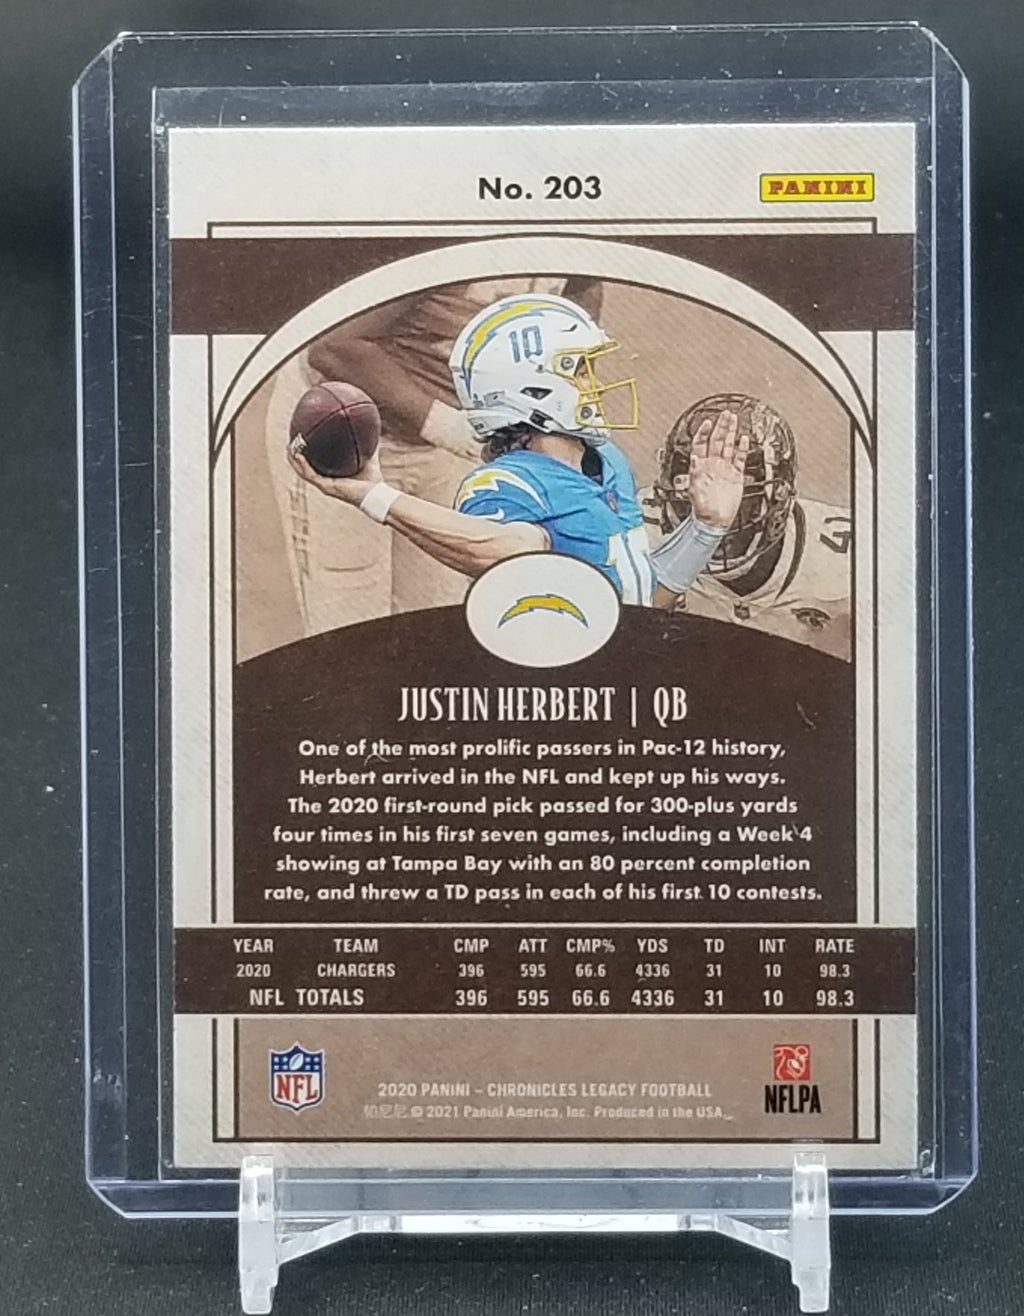 No. 203
PANINI
10
JUSTIN HERBERT | QB
One of the most prolific passers in Pac-12 history,
Herbert arrived in the NFL and kept up his ways.
The 2020 first-round pick passed for 300-plus yards
four times in his first seven games, including a Week 4
showing at Tampa Bay with an 80 percent completion
rate, and threw a TD pass in each of his first 10 contests.
YEAR TEAM CMP ATT CMP% YDS TD INT RATE
2020 CHARGERS 396 595 66.6 4336 31 10 98.3
NFL TOTALS 396 595 66.6 4336 31 10 98.3
NFL
NFLPA
2020 PANINI – CHRONICLES LEGACY FOOTBALL
© 2021 Panini America, Inc. Produced in the USA.